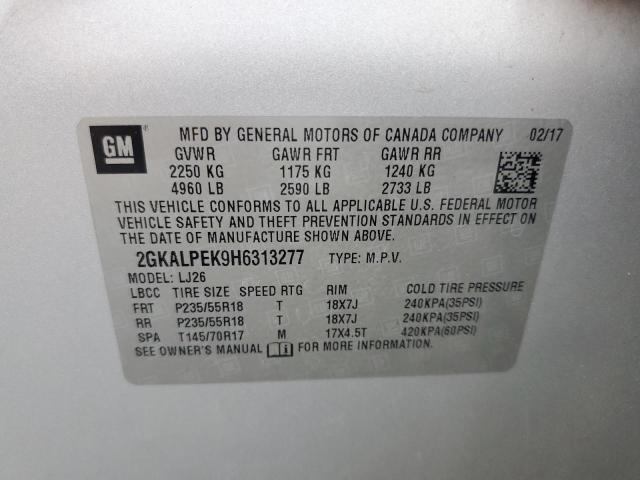 GM ® MFD BY GENERAL MOTORS OF CANADA COMPANY 02/17
GVWR GAWR FRT GAWR RR
2250 KG 1175 KG 1240 KG
4960 LB 2590 LB 2733 LB
THIS VEHICLE CONFORMS TO ALL APPLICABLE U.S. FEDERAL MOTOR
VEHICLE SAFETY AND THEFT PREVENTION STANDARDS IN EFFECT ON
THE DATE OF MANUFACTURE SHOWN ABOVE.
2GKALPEK9H6313277 TYPE: M.P.V.
MODEL: LJ26
LBCC TIRE SIZE SPEED RTG RIM COLD TIRE PRESSURE
FRT P235/55R18 T 18X7J 240KPA(35PSI)
RR P235/55R18 T 18X7J 240KPA(35PSI)
SPA T145/70R17 M 17X4.5T 420KPA(60PSI)
SEE OWNER'S MANUAL FOR MORE INFORMATION.